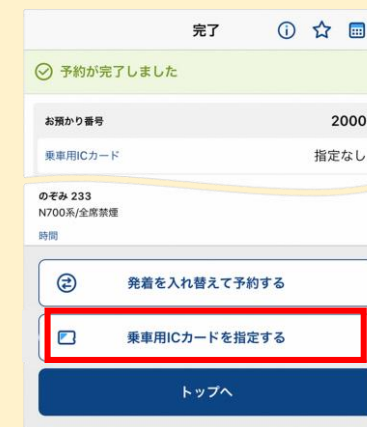 完了
予約が完了しました
お預かり番号 2000
乗車用ICカード 指定なし
のぞみ 233
N700系/全席禁煙
時間
発着を入れ替えて予約する
乗車用ICカードを指定する
トップへ